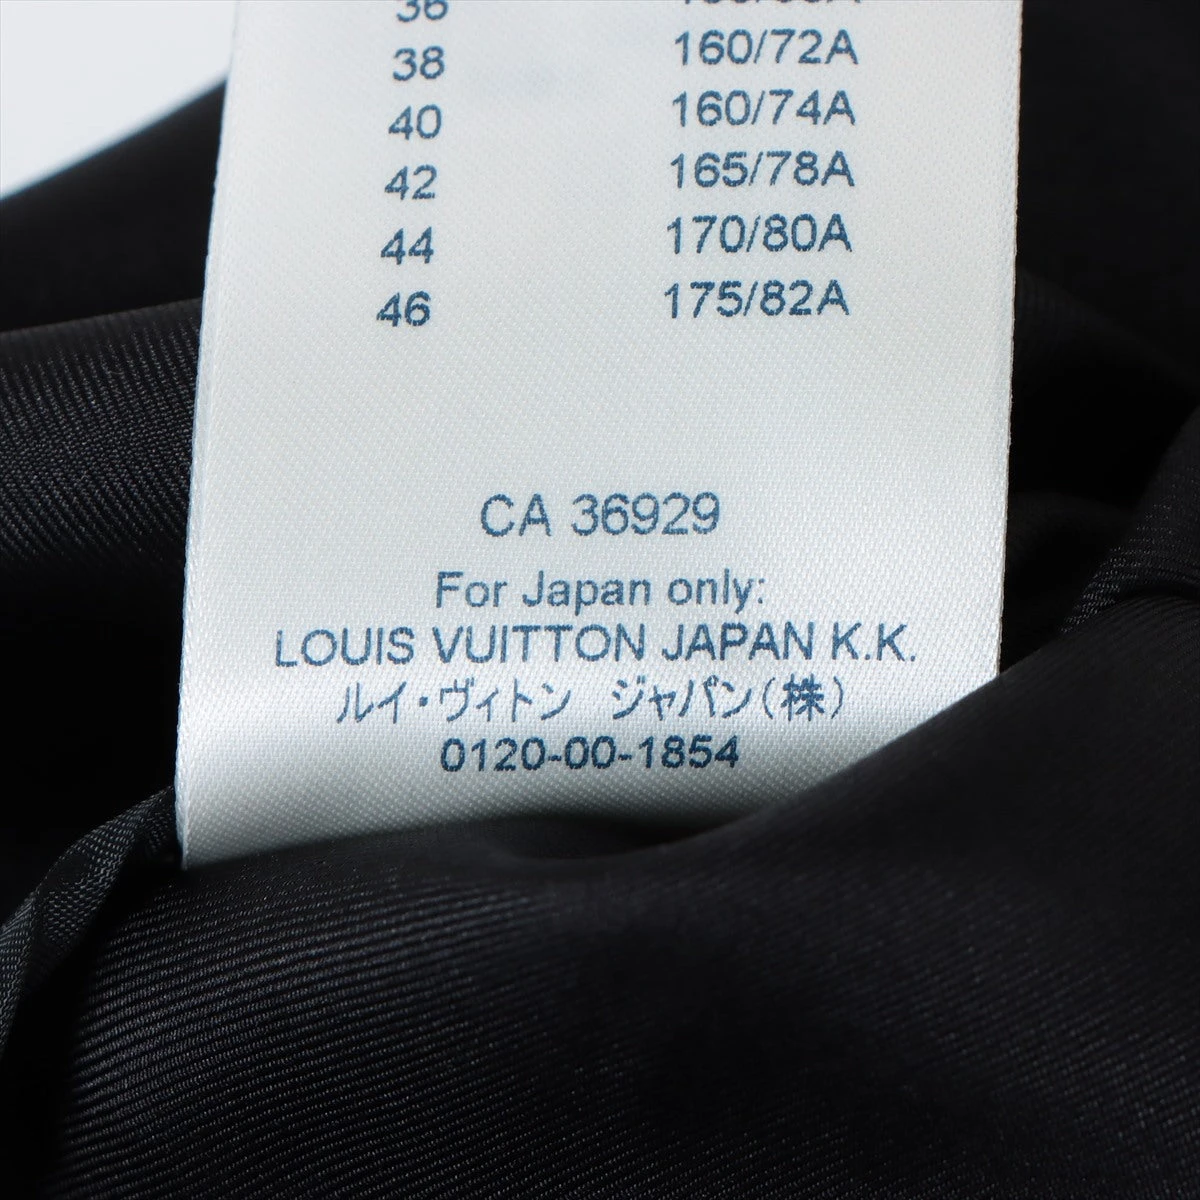 36
38 160/72A
40 160/74A
42 165/78A
44 170/80A
46 175/82A
CA 36929
For Japan only:
LOUIS VUITTON JAPAN K.K.
ルイ・ヴィトン ジャパン(株)
0120-00-1854